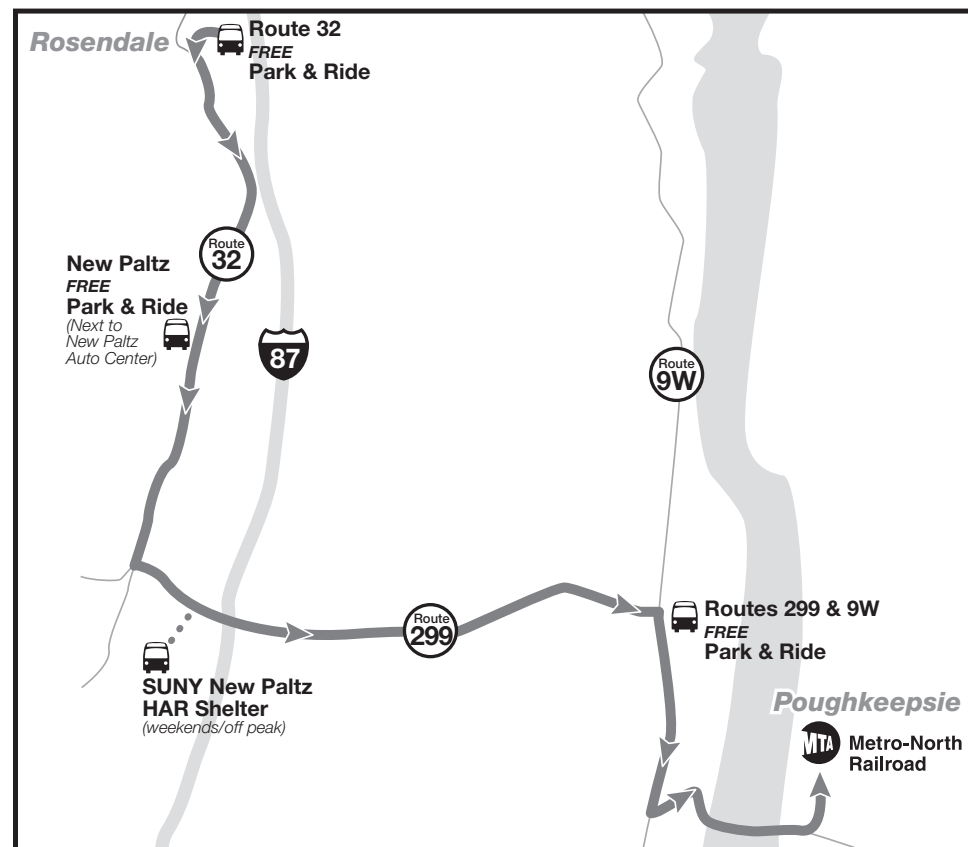 Rosendale
Route 32
FREE
Park & Ride
Route
32
New Paltz
FREE
Park & Ride
(Next to
New Paltz
Auto Center)
87
Route
9W
Route
299
Routes 299 & 9W
FREE
Park & Ride
SUNY New Paltz
HAR Shelter
(weekends/off peak)
Poughkeepsie
MTA
Metro-North
Railroad